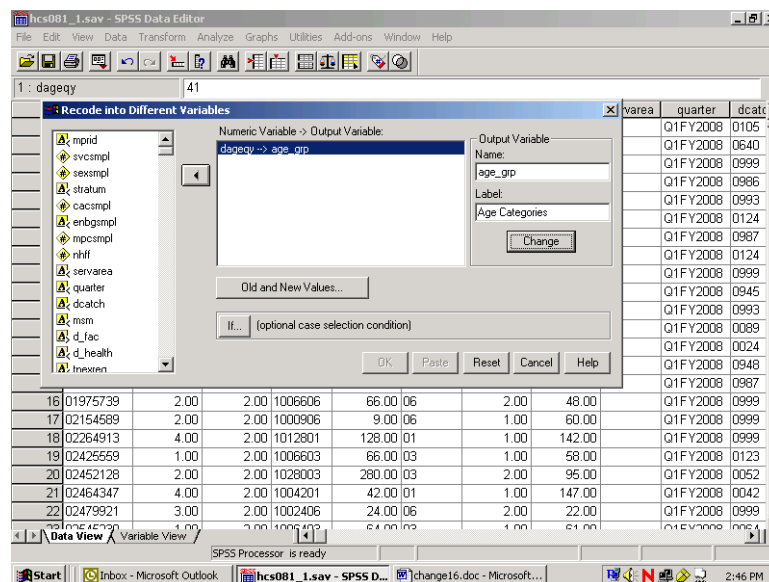 hcs081_1.sav - SPSS Data Editor
File Edit View Data Transform Analyze Graphs Utilities Add-ons Window Help
1 : dageqy 41
Recode into Different Variables
varea quarter dcatc
mprid
svcsmpl
sexsmpl
stratum
cacsmpl
enbgsmpl
mpcsmpl
nhff
servarea
quarter
dcatch
msm
d_fac
d_health
tnexreg
Numeric Variable -> Output Variable:
dageqy --> age_grp
Output Variable
Name:
age_grp
Label:
Age Categories
Change
Old and New Values...
If... (optional case selection condition)
OK Paste Reset Cancel Help
Q1FY2008 0105
Q1FY2008 0640
Q1FY2008 0999
Q1FY2008 0986
Q1FY2008 0993
Q1FY2008 0124
Q1FY2008 0987
Q1FY2008 0124
Q1FY2008 0999
Q1FY2008 0945
Q1FY2008 0993
Q1FY2008 0089
Q1FY2008 0024
Q1FY2008 0948
Q1FY2008 0987
16 01975739 2.00 2.00 1006606 66.00 06 2.00 48.00 Q1FY2008 0999
17 02154589 2.00 2.00 1000906 9.00 06 1.00 60.00 Q1FY2008 0999
18 02264913 4.00 2.00 1012801 128.00 01 1.00 142.00 Q1FY2008 0999
19 02425559 1.00 2.00 1006603 66.00 03 1.00 58.00 Q1FY2008 0123
20 02452128 2.00 2.00 1028003 280.00 03 2.00 95.00 Q1FY2008 0052
21 02464347 4.00 2.00 1004201 42.00 01 1.00 147.00 Q1FY2008 0042
22 02479921 3.00 2.00 1002406 24.00 06 2.00 22.00 Q1FY2008 0999
Data View Variable View
SPSS Processor is ready
Start Inbox - Microsoft Outlook hcs081_1.sav - SPSS D... change16.doc - Microsoft... 2:46 PM